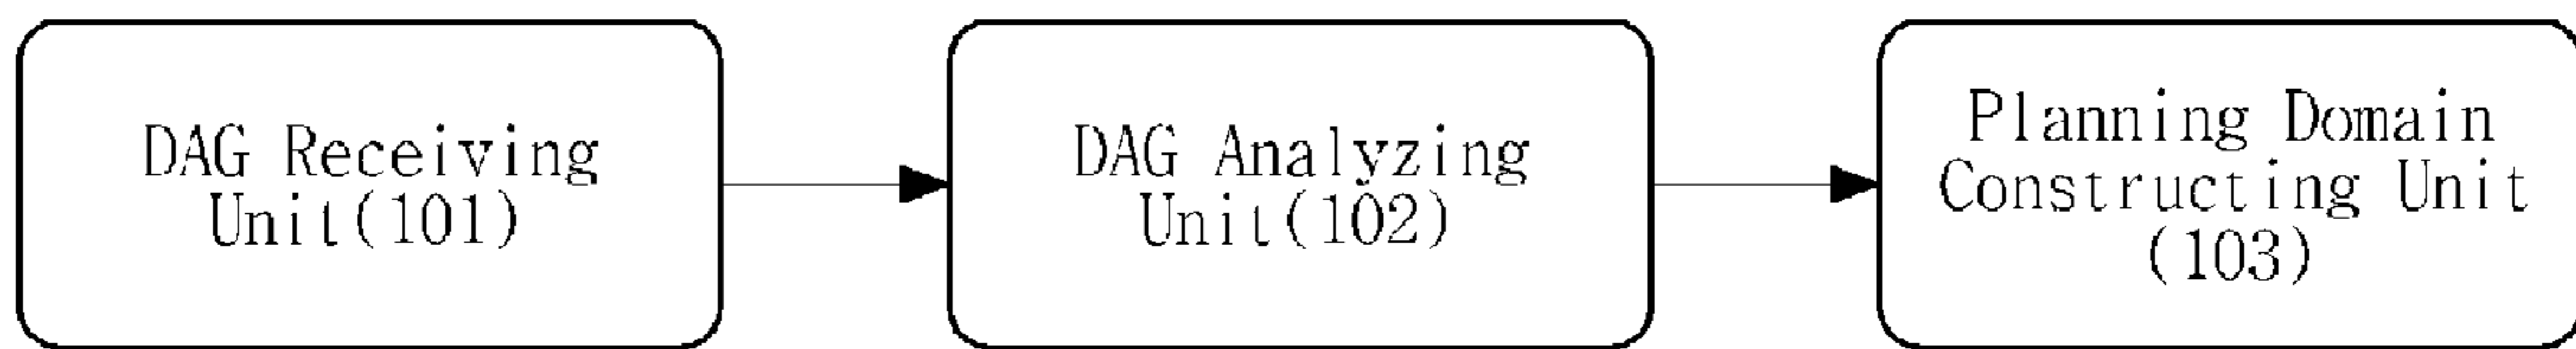 DAG Receiving
Unit(101)
DAG Analyzing
Unit(102)
Planning Domain
Constructing Unit
(103)